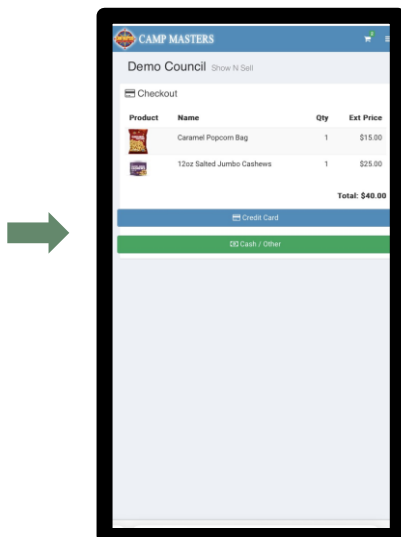 CAMP MASTERS
Demo Council Show N Sell
Checkout
Product Name Qty Ext Price
Caramel Popcorn Bag 1 $15.00
12oz Salted Jumbo Cashews 1 $25.00
Total: $40.00
Credit Card
Cash / Other